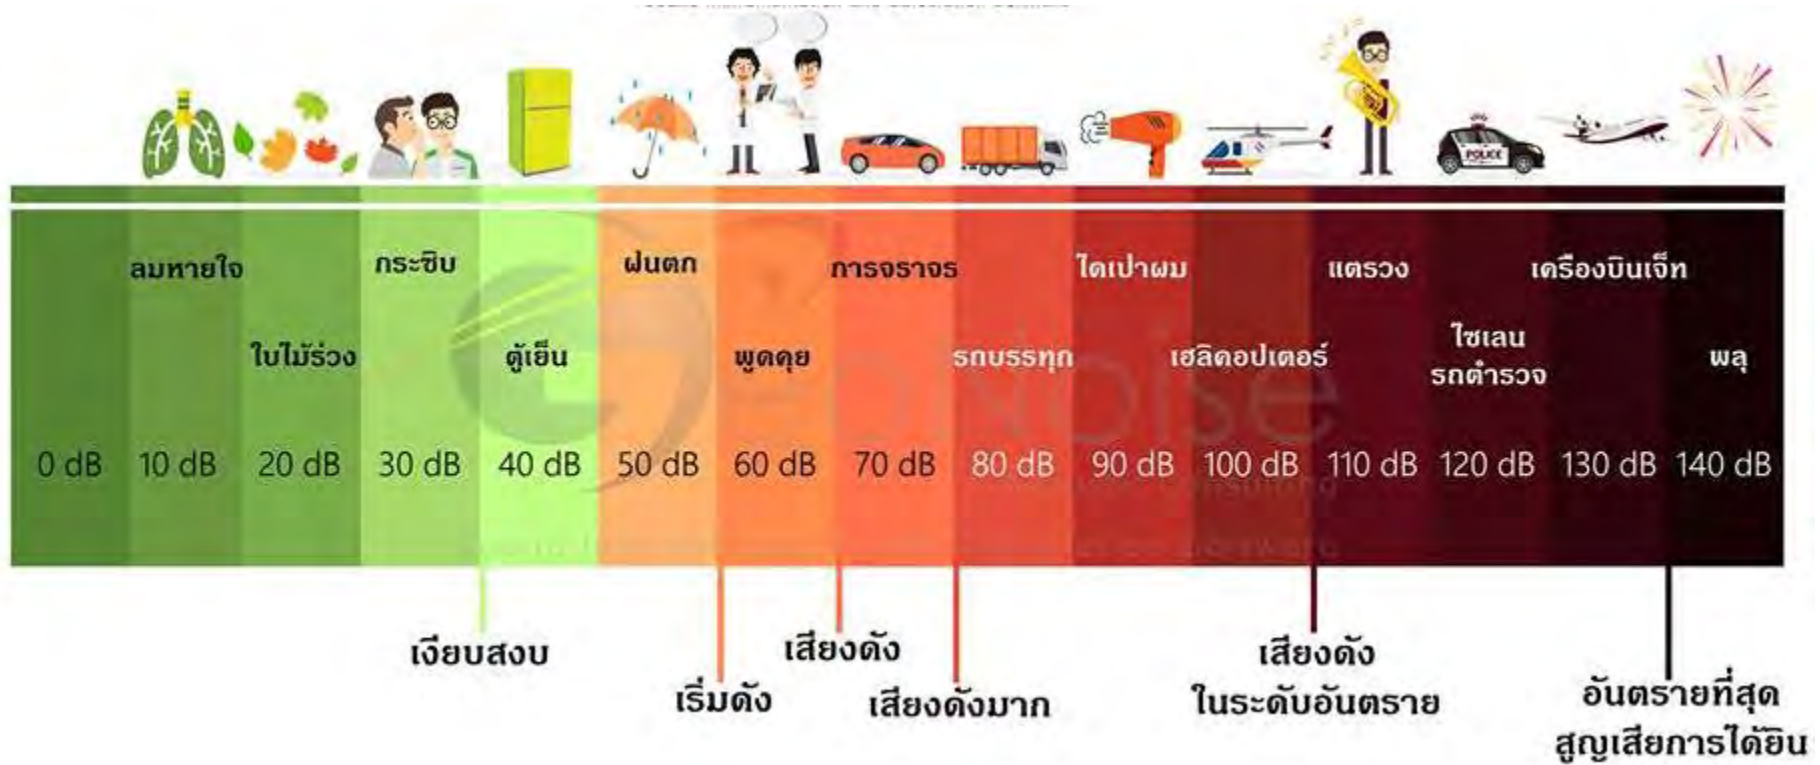 ลมหายใจ
กระซิบ
ฝนตก
การจราจร
ไดเป่าผม
แตรวง
เครื่องบินเจ็ท
ใบไม้ร่วง
ตู้เย็น
พูดคุย
รถบรรทุก
เฮลิคอปเตอร์
ไซเลน
รถตำรวจ
พลุ
0 dB 10 dB 20 dB 30 dB 40 dB 50 dB 60 dB 70 dB 80 dB 90 dB 100 dB 110 dB 120 dB 130 dB 140 dB
POLICE
เงียบสงบ
เริ่มดัง
เสียงดัง
เสียงดังมาก
เสียงดัง
ในระดับอันตราย
อันตรายที่สุด
สูญเสียการได้ยิน